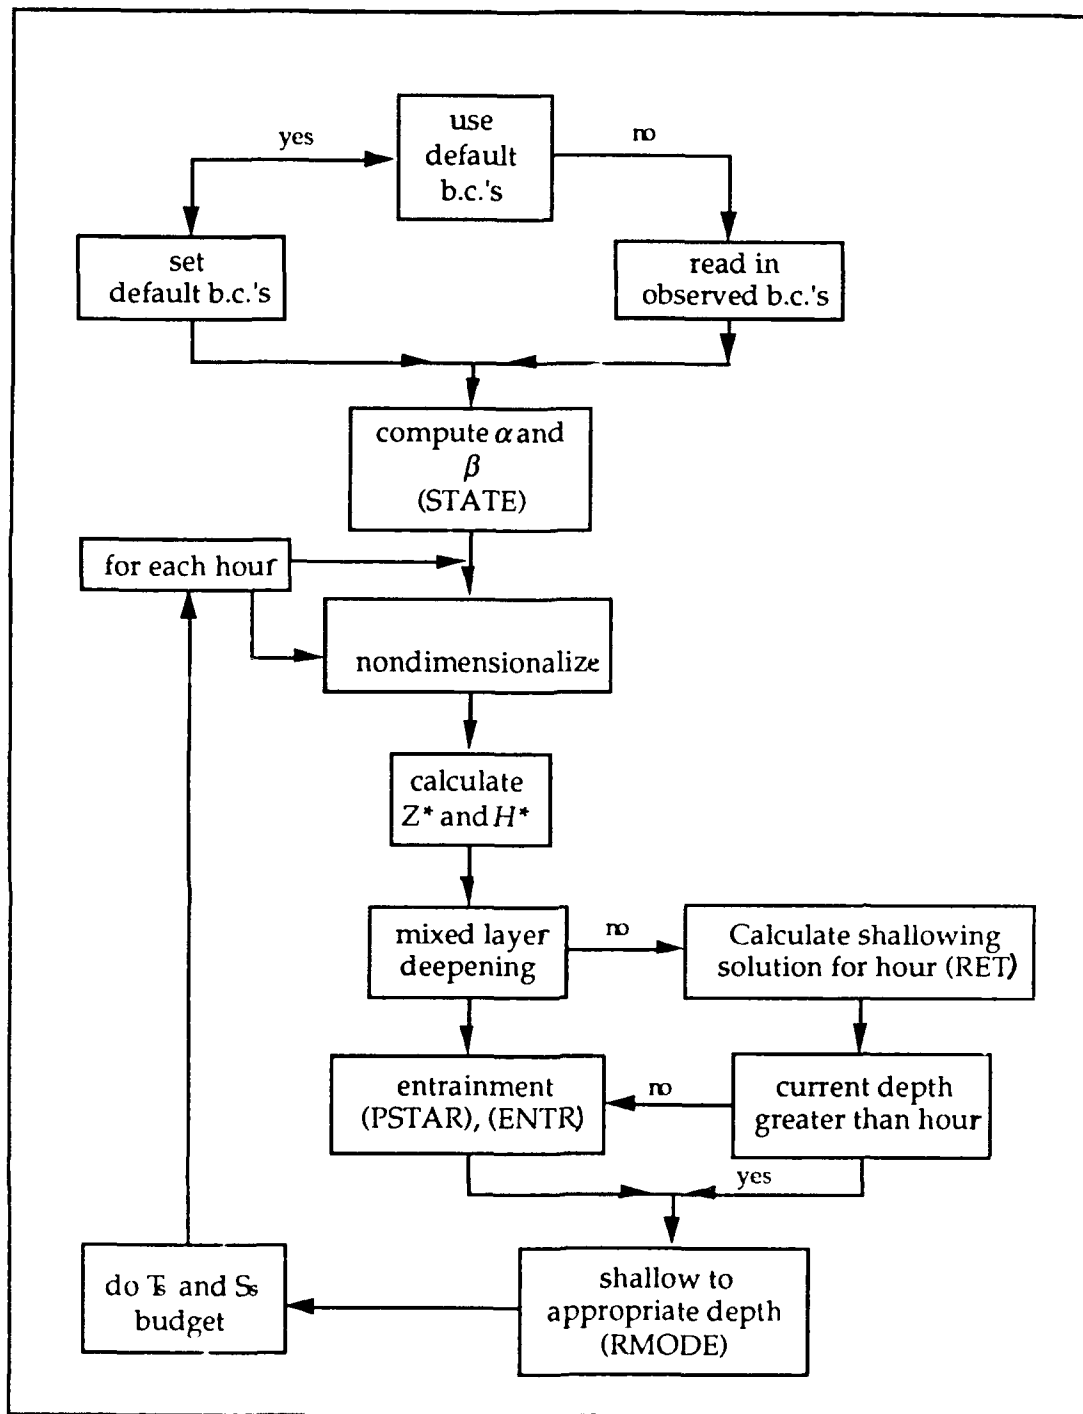 use
default
b.c.'s
yes
no
set
default b.c.'s
read in
observed b.c.'s
compute α and
β
(STATE)
for each hour
nondimensionalize
calculate
Z* and H*
mixed layer
deepening
no
Calculate shallowing
solution for hour (RET)
entrainment
(PSTAR), (ENTR)
no
current depth
greater than hour
yes
do Ts and Ss
budget
shallow to
appropriate depth
(RMODE)